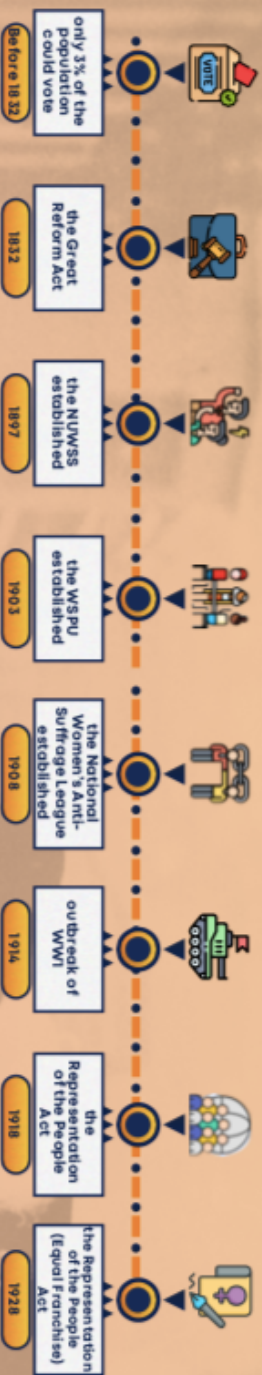 VOTE
only 3% of the
population
could vote
Before 1832
the Great
Reform Act
1832
the NUWSS
established
1897
the WSPU
established
1903
the National
Women's Anti-
Suffrage League
established
1908
outbreak of
WWI
1914
the
Representation
of the People
Act
1918
the Representation
of the People
(Equal Franchise)
Act
1928